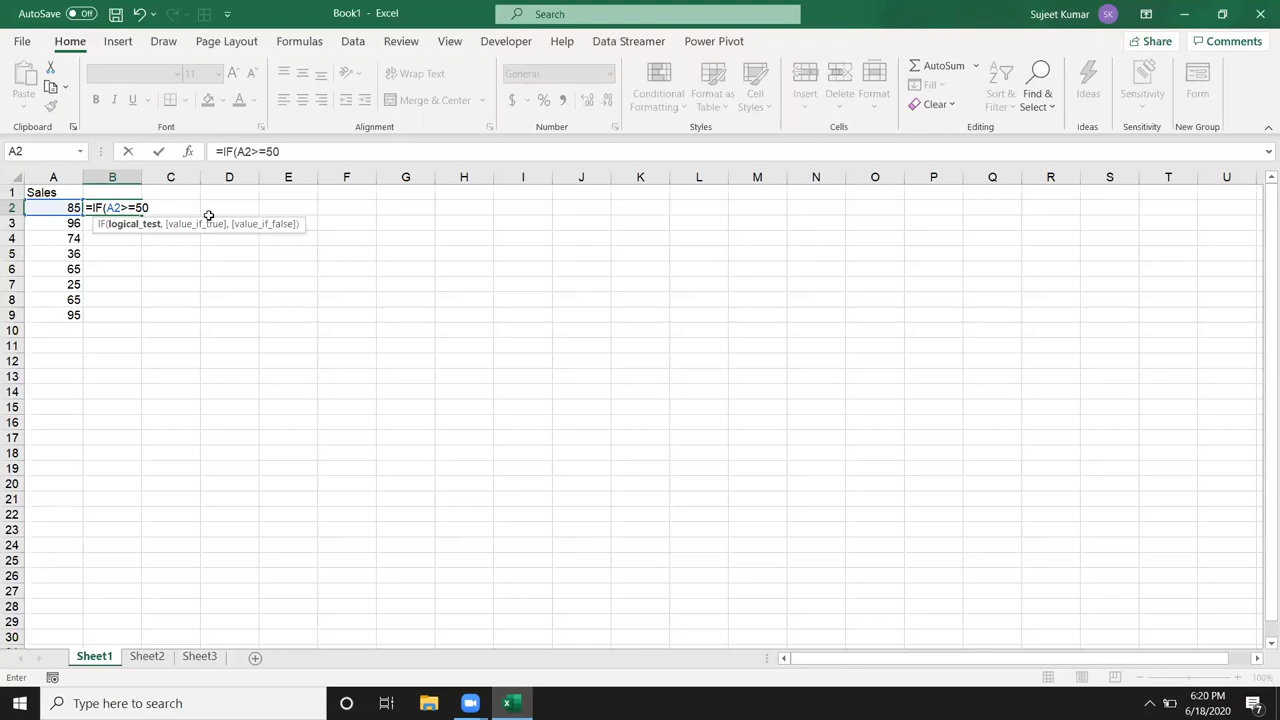 AutoSave Off Book1 - Excel Search Sujeet Kumar SK
File Home Insert Draw Page Layout Formulas Data Review View Developer Help Data Streamer Power Pivot Share Comments
Paste 11 Wrap Text General Conditional Formatting Format as Table Cell Styles Insert Delete Format AutoSum Fill Clear Sort & Filter Find & Select Ideas Sensitivity Form
B I U A Merge & Center $ % 
Clipboard Font Alignment Number Styles Cells Editing Ideas Sensitivity New Group
A2 fx =IF(A2>=50
A B C D E F G H I J K L M N O P Q R S T U
1 Sales
2 85 =IF(A2>=50
IF(logical_test, [value_if_true], [value_if_false])
3 96
4 74
5 36
6 65
7 25
8 65
9 95
10
11
12
13
14
15
16
17
18
19
20
21
22
23
24
25
26
27
28
29
30
Sheet1 Sheet2 Sheet3
Enter 100%
Type here to search
6:20 PM
6/18/2020